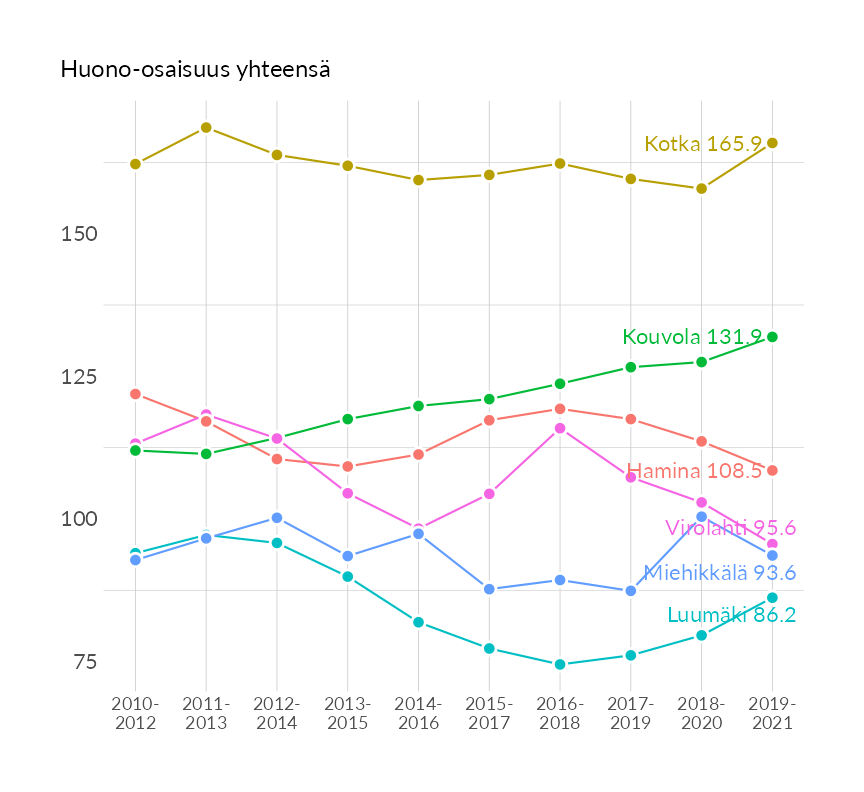 Huono-osaisuus yhteensä
Kotka 165.9
150
Kouvola 131.9
125
Hamina 108.5
100
Virolahti 95.6
Miehikkälä 93.6
Luumäki 86.2
75
2010- 2011- 2012- 2013- 2014- 2015- 2016- 2017- 2018- 2019-
2012 2013 2014 2015 2016 2017 2018 2019 2020 2021